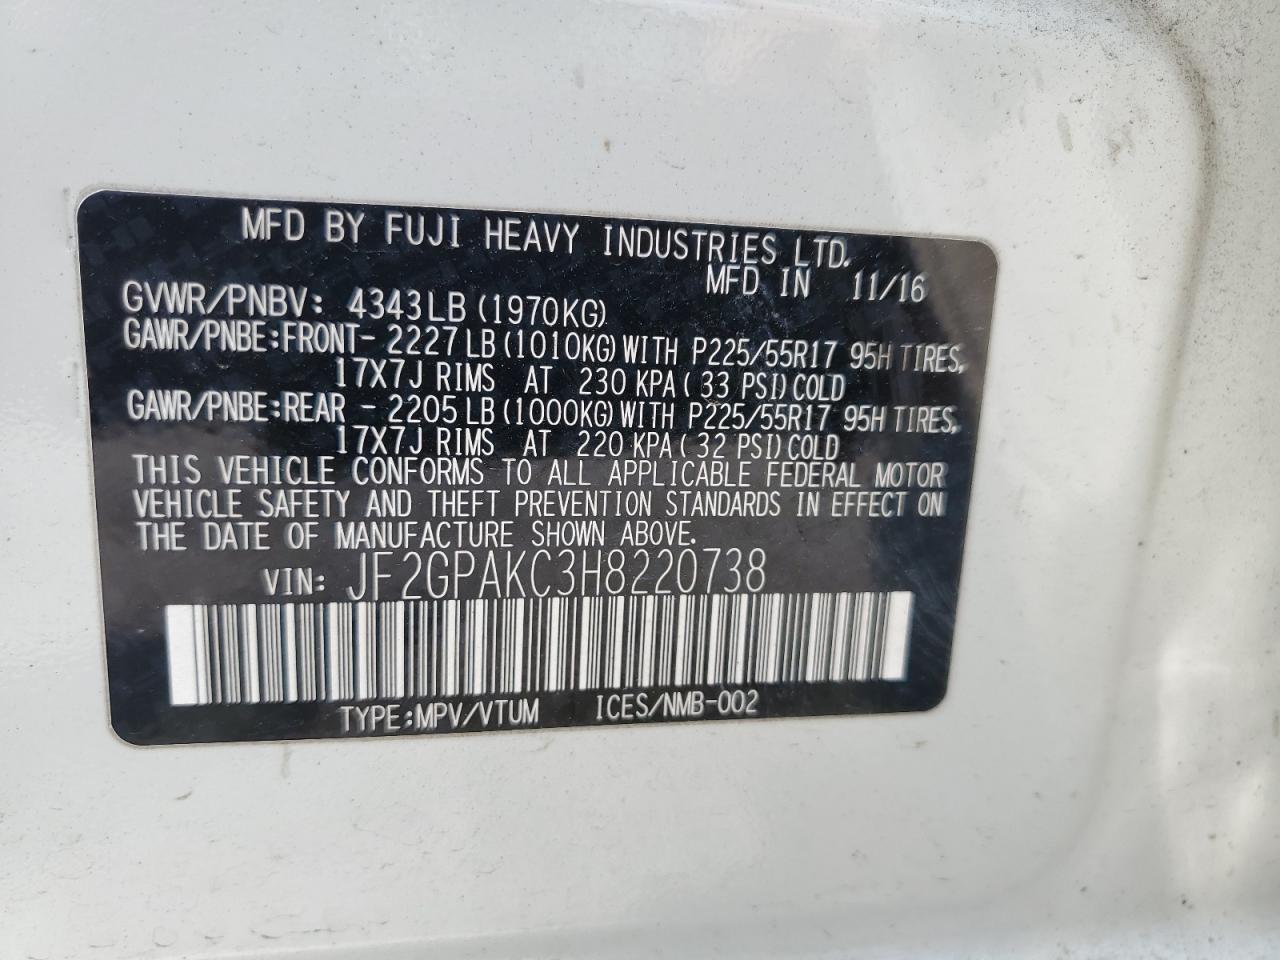 MFD BY FUJI HEAVY INDUSTRIES LTD.
MFD IN 11/16
GVWR/PNBV: 4343LB (1970KG)
GAWR/PNBE:FRONT- 2227LB (1010KG) WITH P225/55R17 95H TIRES,
17X7J RIMS AT 230 KPA( 33 PSI)COLD
GAWR/PNBE:REAR - 2205LB (1000KG) WITH P225/55R17 95H TIRES,
17X7J RIMS AT 220 KPA( 32 PSI)COLD
THIS VEHICLE CONFORMS TO ALL APPLICABLE FEDERAL MOTOR
VEHICLE SAFETY AND THEFT PREVENTION STANDARDS IN EFFECT ON
THE DATE OF MANUFACTURE SHOWN ABOVE.
VIN: JF2GPAKC3H8220738
TYPE:MPV/VTUM ICES/NMB-002